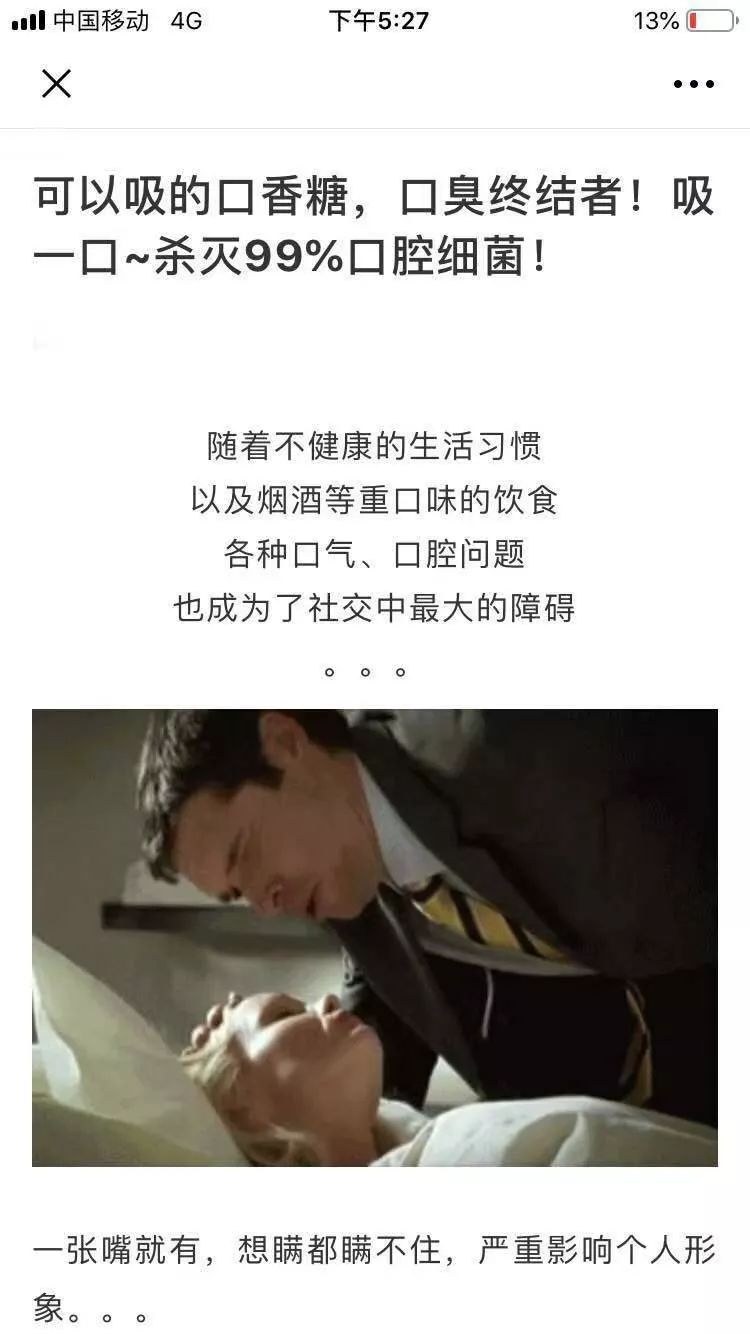 中国移动 4G 下午5:27 13%
可以吸的口香糖，口臭终结者！吸
一口~杀灭99%口腔细菌！
随着不健康的生活习惯
以及烟酒等重口味的饮食
各种口气、口腔问题
也成为了社交中最大的障碍
。。。
一张嘴就有，想瞒都瞒不住，严重影响个人形
象。。。